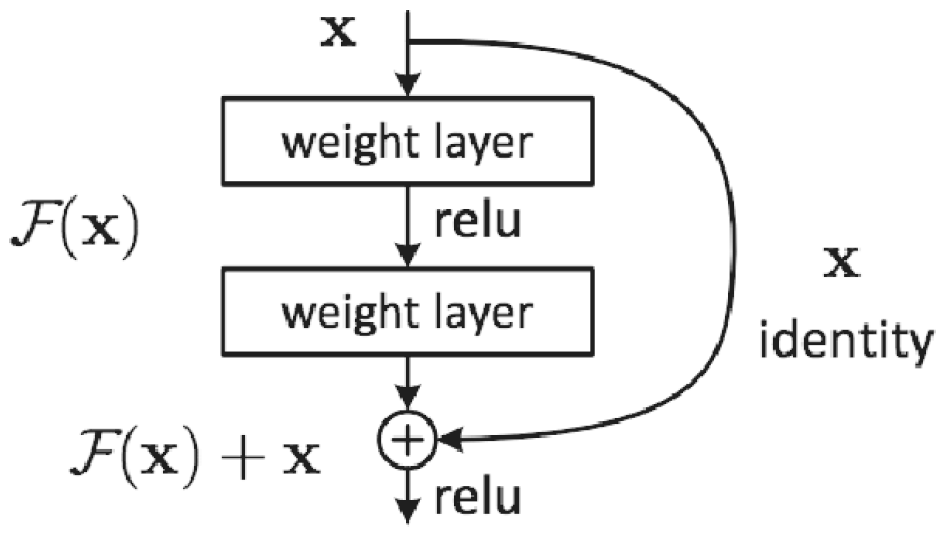 x
weight layer
relu
F(x)
x
weight layer
identity
F(x) + x
+
relu